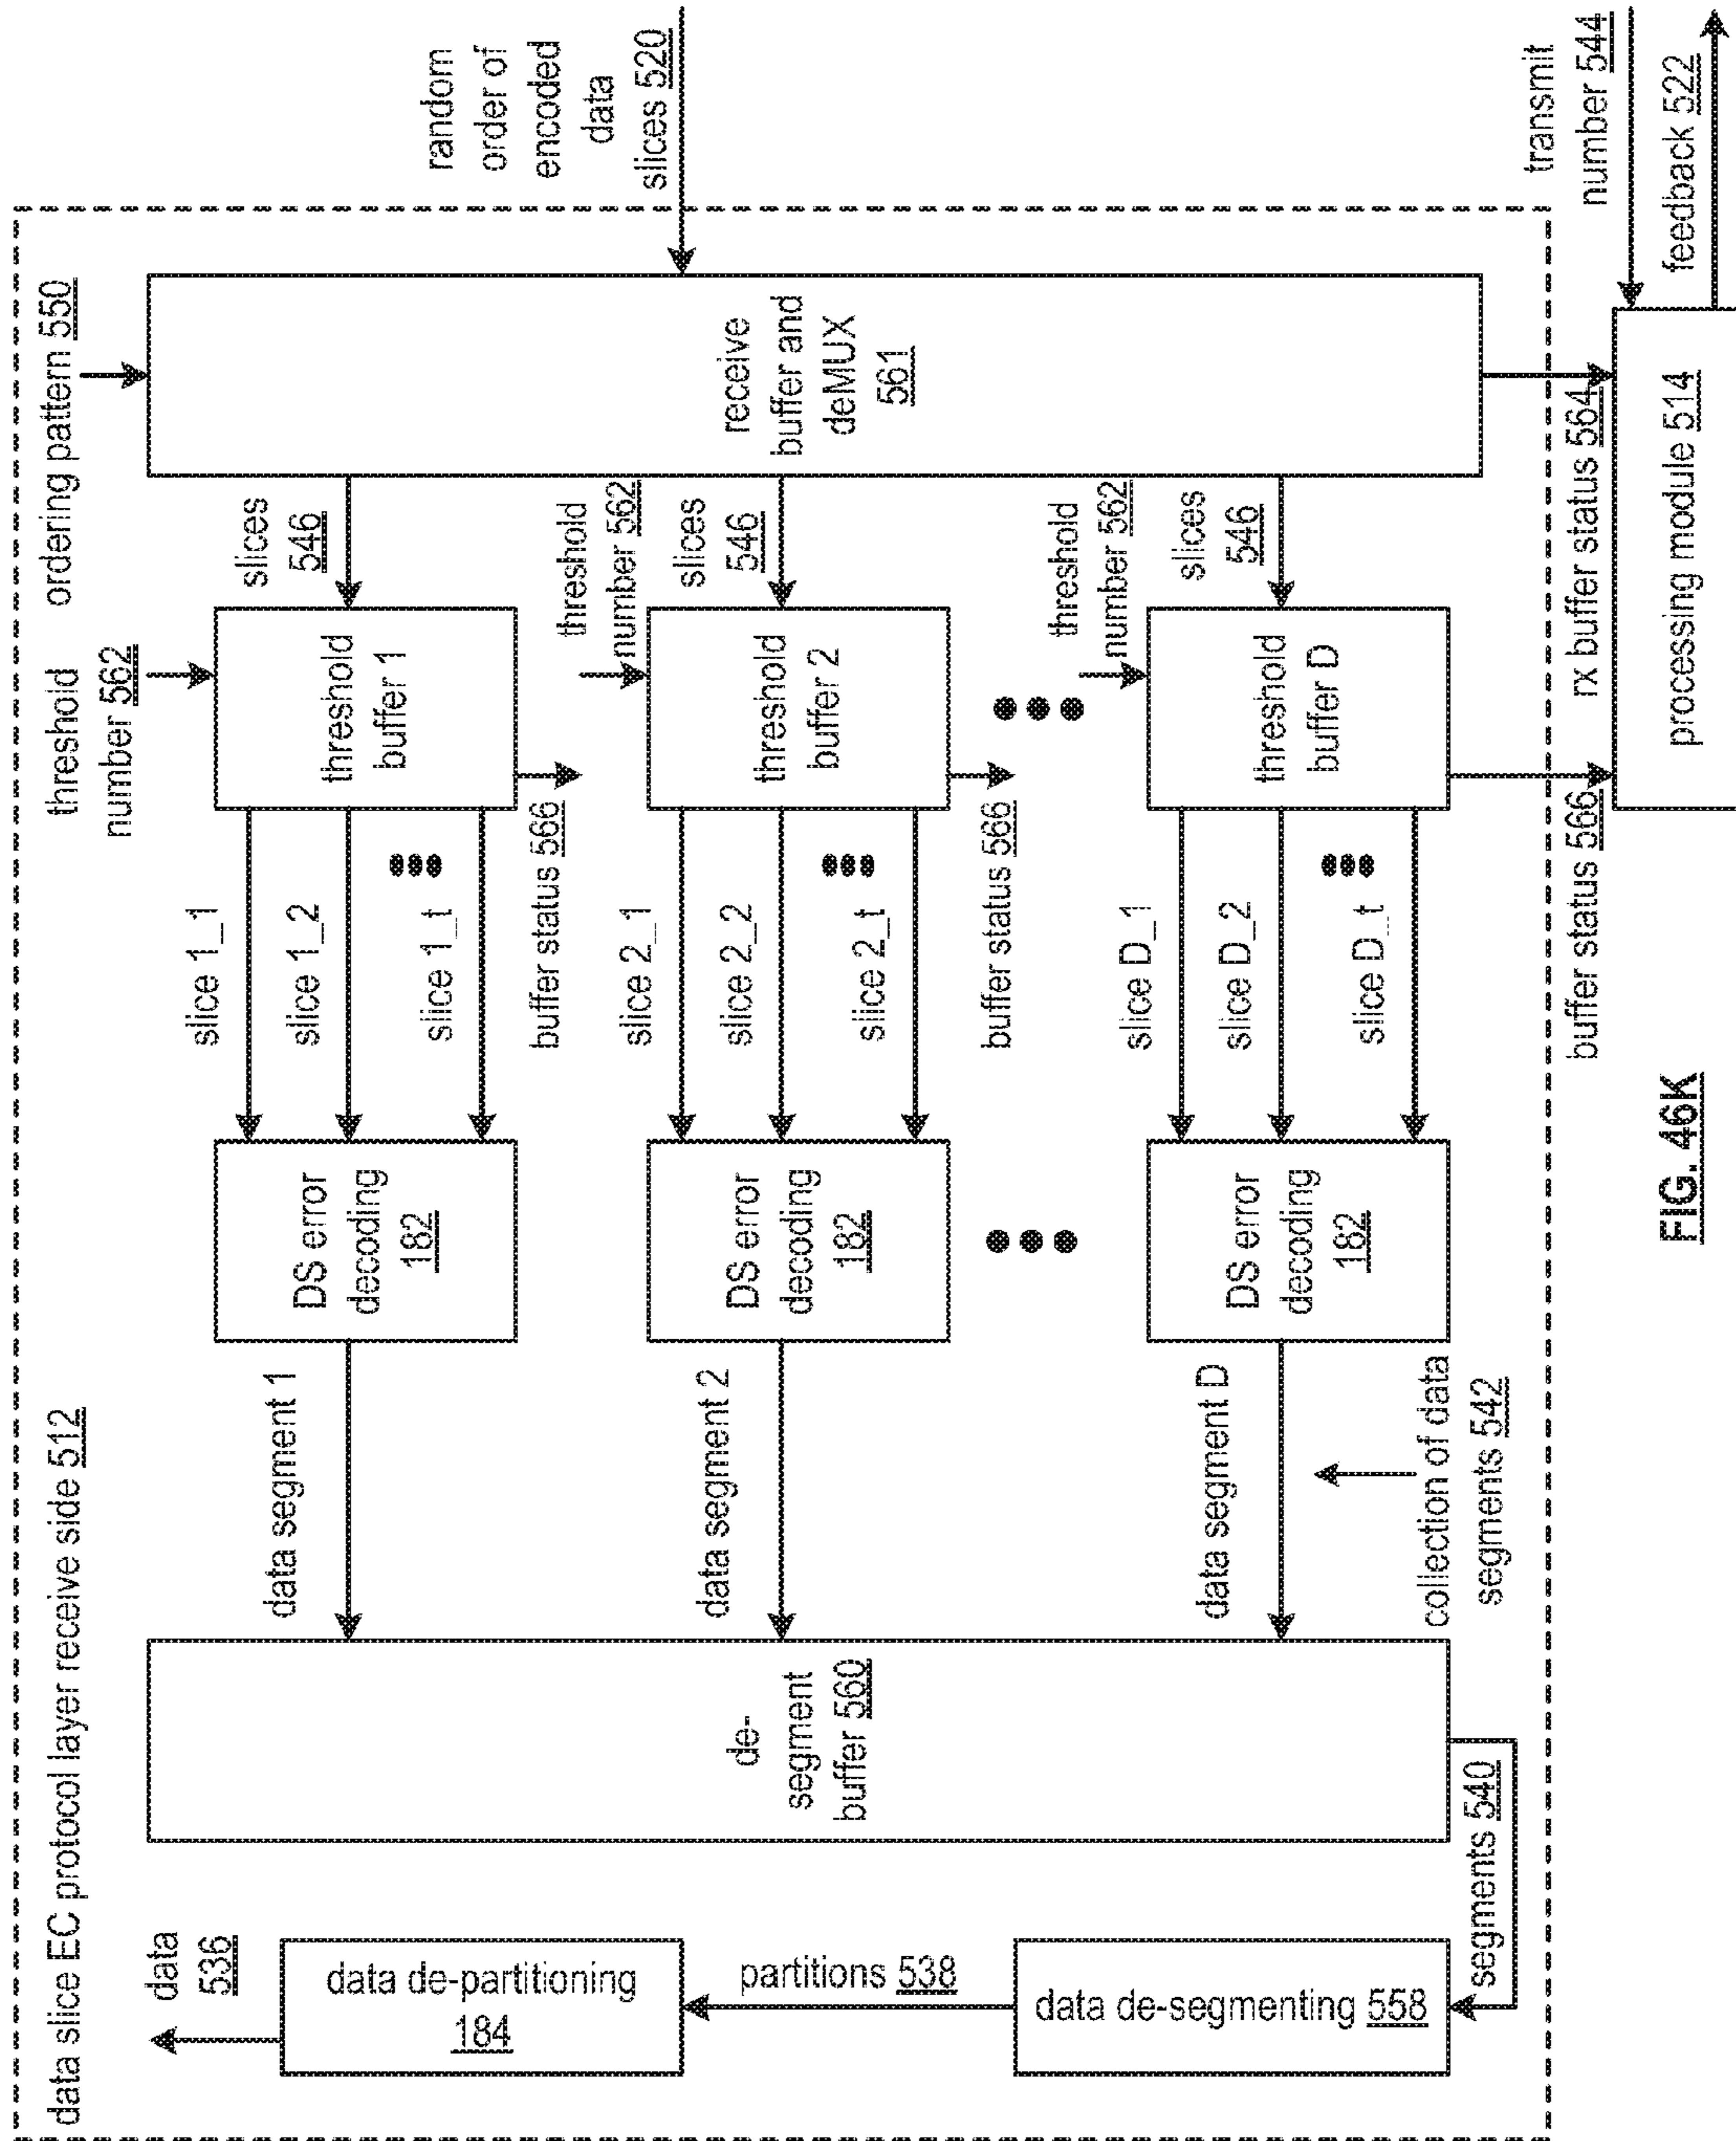 data slice EC protocol layer receive side 512
data
536
data de-partitioning
184
partitions 538
data de-segmenting 558
segments 540
de-
segment
buffer 560
data segment 1
data segment 2
data segment D
collection of data
segments 542
DS error
decoding
182
DS error
decoding
182
DS error
decoding
182
slice 1_1
slice 1_2
slice 1_t
buffer status 566
slice 2_1
slice 2_2
slice 2_t
buffer status 566
slice D_1
slice D_2
slice D_t
buffer status 566
threshold
number 562
threshold
buffer 1
threshold
number 562
threshold
buffer 2
threshold
number 562
threshold
buffer D
ordering pattern 550
slices
546
slices
546
slices
546
receive
buffer and
deMUX
561
random
order of
encoded
data
slices 520
rx buffer status 564
processing module 514
transmit
number 544
feedback 522
FIG. 46K